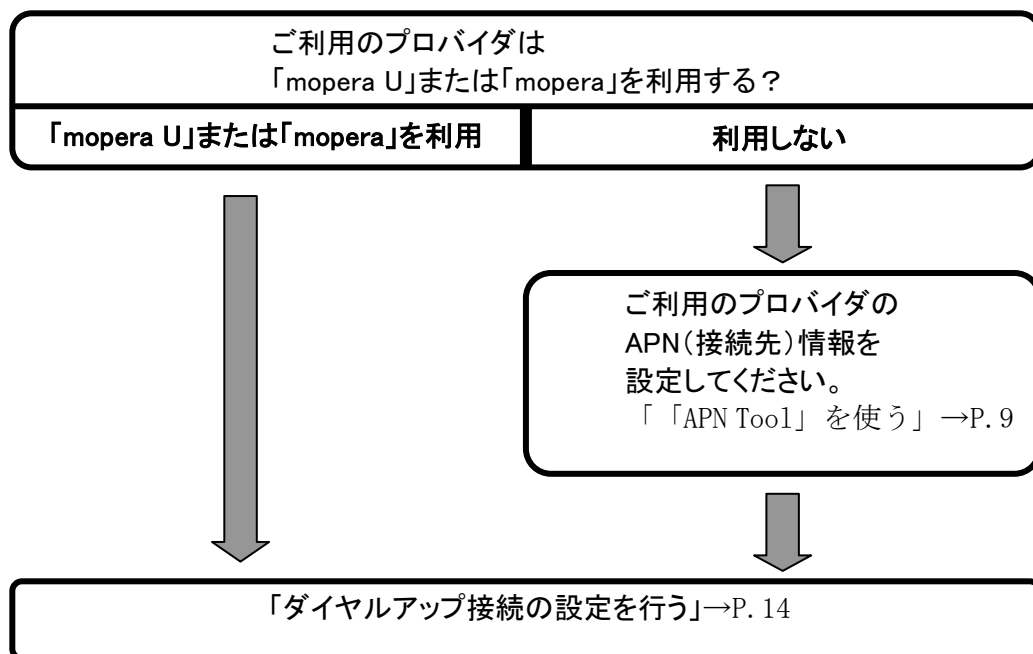 ご利用のプロバイダは
「mopera U」または「mopera」を利用する？
「mopera U」または「mopera」を利用
利用しない
ご利用のプロバイダの
APN（接続先）情報を
設定してください。
「「APN Tool」を使う」→P.9
「ダイヤルアップ接続の設定を行う」→P.14